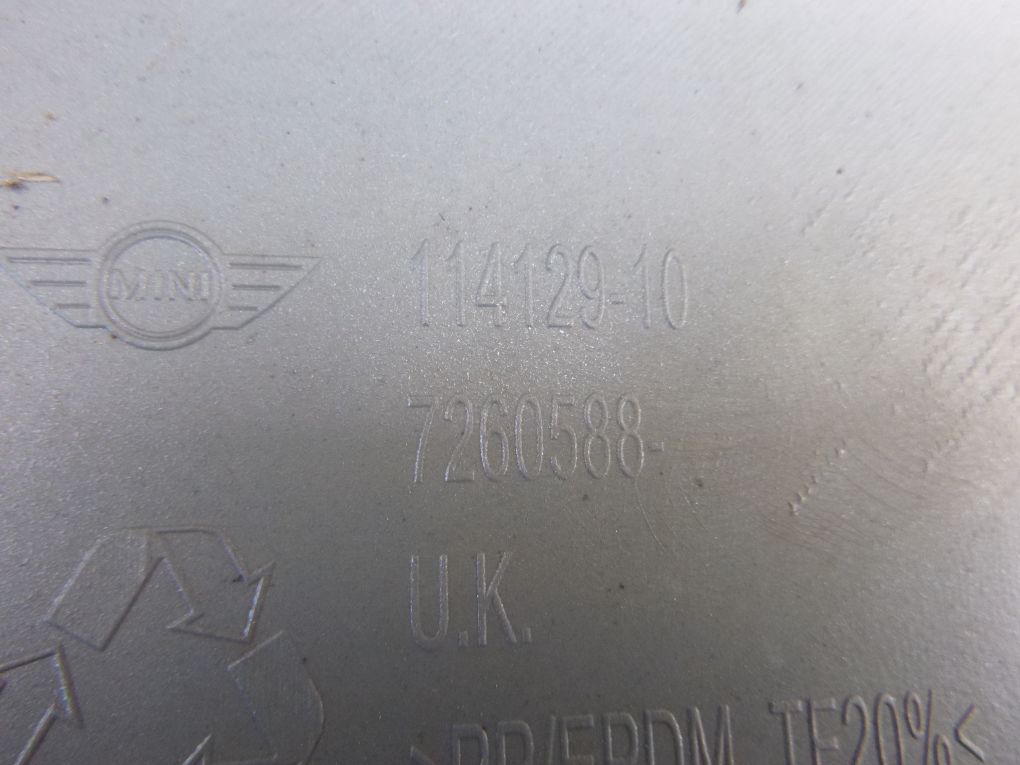 MINI
114129-10
7260588-
U.K.
>PP/EPDM TF20%<